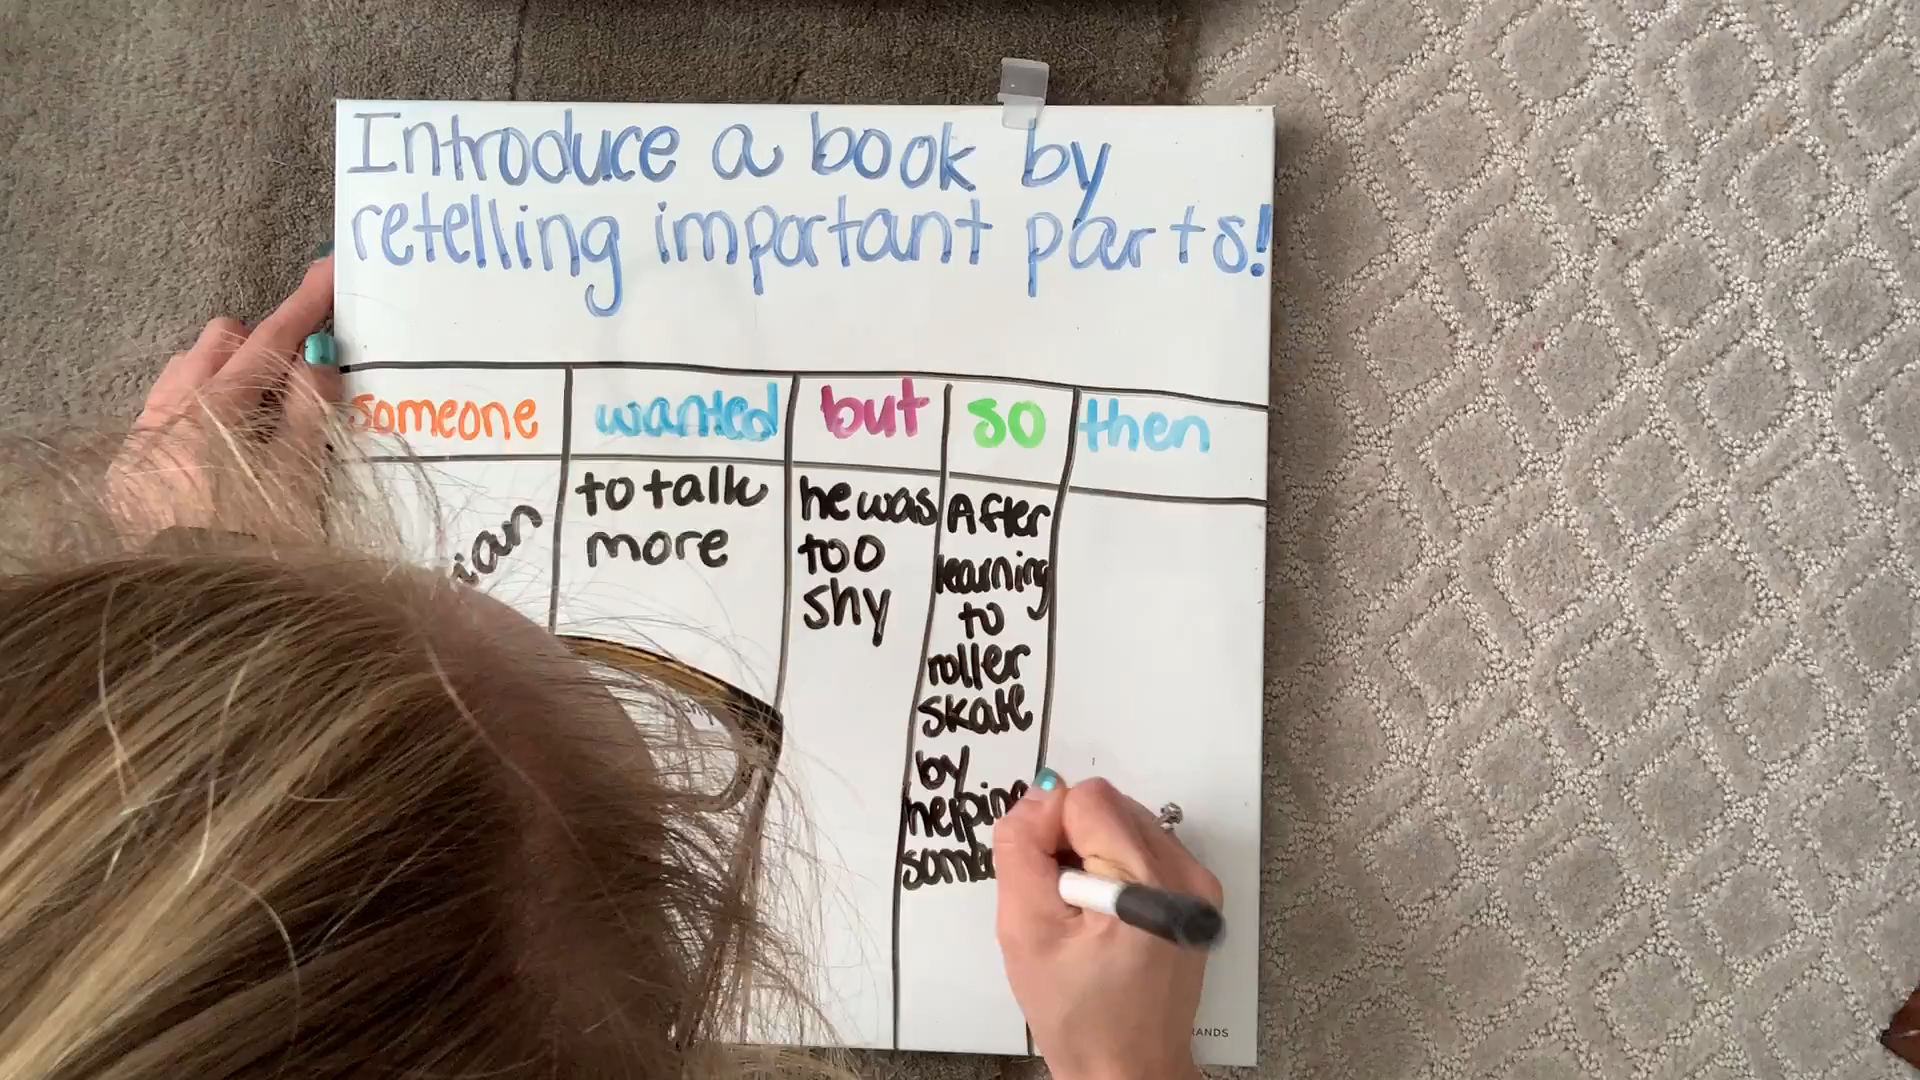 Introduce a book by
retelling important parts!
someone wanted but so then
to talk
more
he was
too
shy
After
learning
to
roller
skate
by